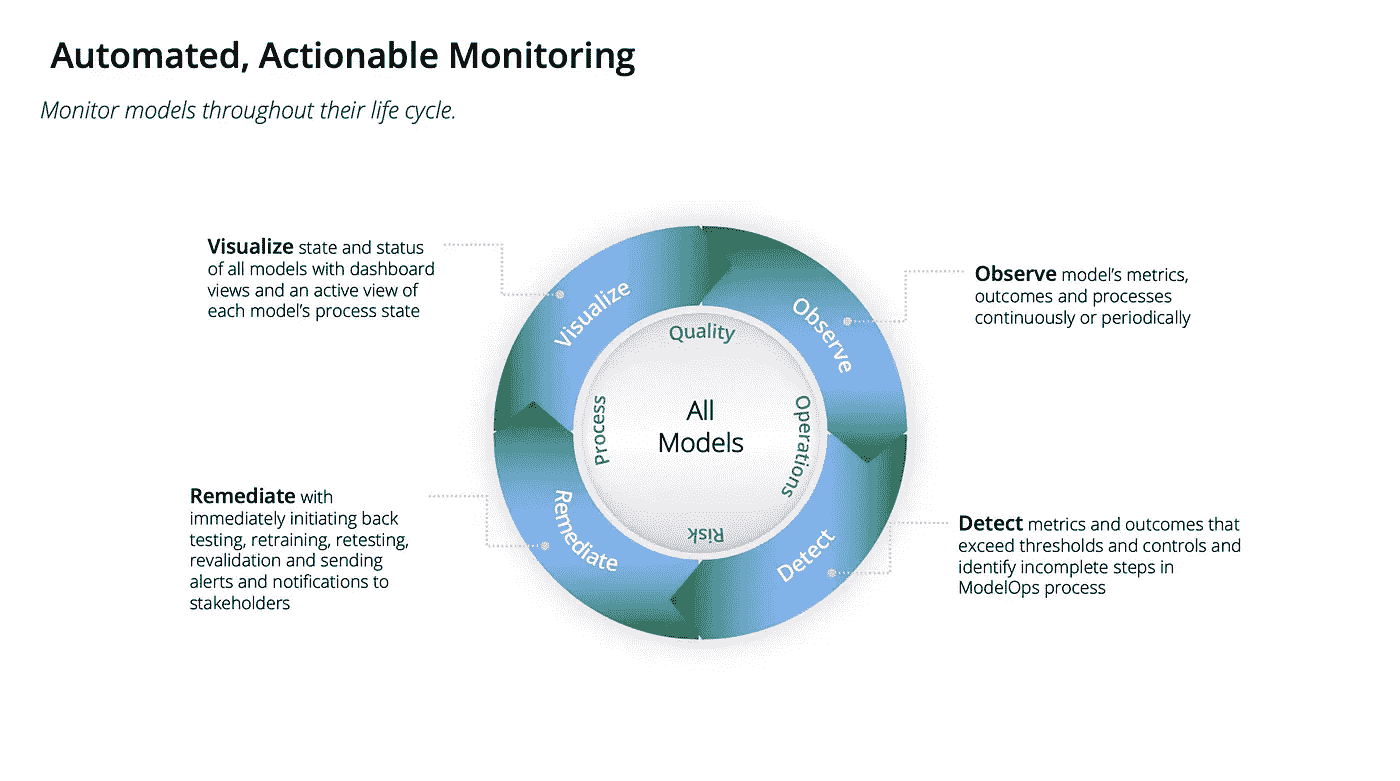 Automated, Actionable Monitoring
Monitor models throughout their life cycle.
Visualize state and status
of all models with dashboard
views and an active view of
each model's process state
Observe model's metrics,
outcomes and processes
continuously or periodically
Remediate with
immediately initiating back
testing, retraining, retesting,
revalidation and sending
alerts and notifications to
stakeholders
Detect metrics and outcomes that
exceed thresholds and controls and
identify incomplete steps in
ModelOps process
Visualize
Observe
Detect
Remediate
Quality
Operations
Risk
Process
All
Models